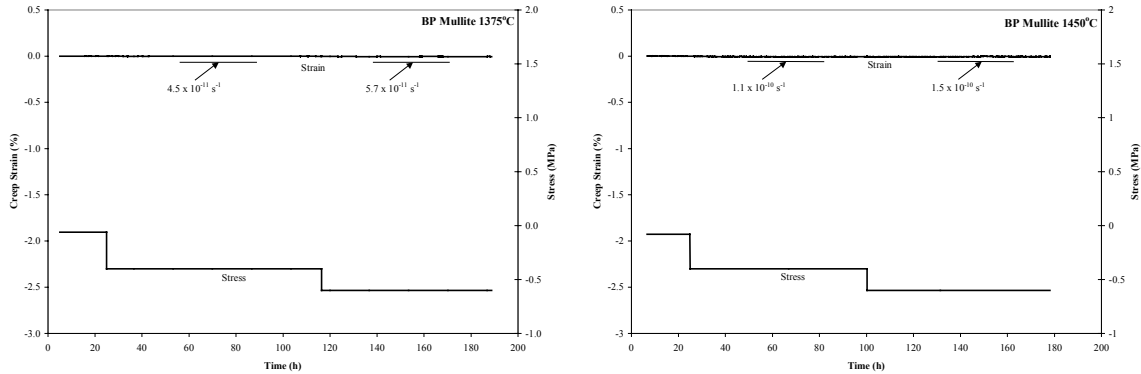 BP Mullite 1375°C
0.5
0.0
-0.5
-1.0
-1.5
-2.0
-2.5
-3.0
Creep Strain (%)
2.0
1.5
1.0
0.5
0.0
-0.5
-1.0
Stress (MPa)
Strain
4.5 x 10⁻¹¹ s⁻¹
5.7 x 10⁻¹¹ s⁻¹
Stress
0 20 40 60 80 100 120 140 160 180 200
Time (h)
BP Mullite 1450°C
0.5
0
-0.5
-1
-1.5
-2
-2.5
-3
Creep Strain (%)
2
1.5
1
0.5
0
-0.5
-1
Stress (MPa)
Strain
1.1 x 10⁻¹⁰ s⁻¹
1.5 x 10⁻¹⁰ s⁻¹
Stress
0 20 40 60 80 100 120 140 160 180 200
Time (h)